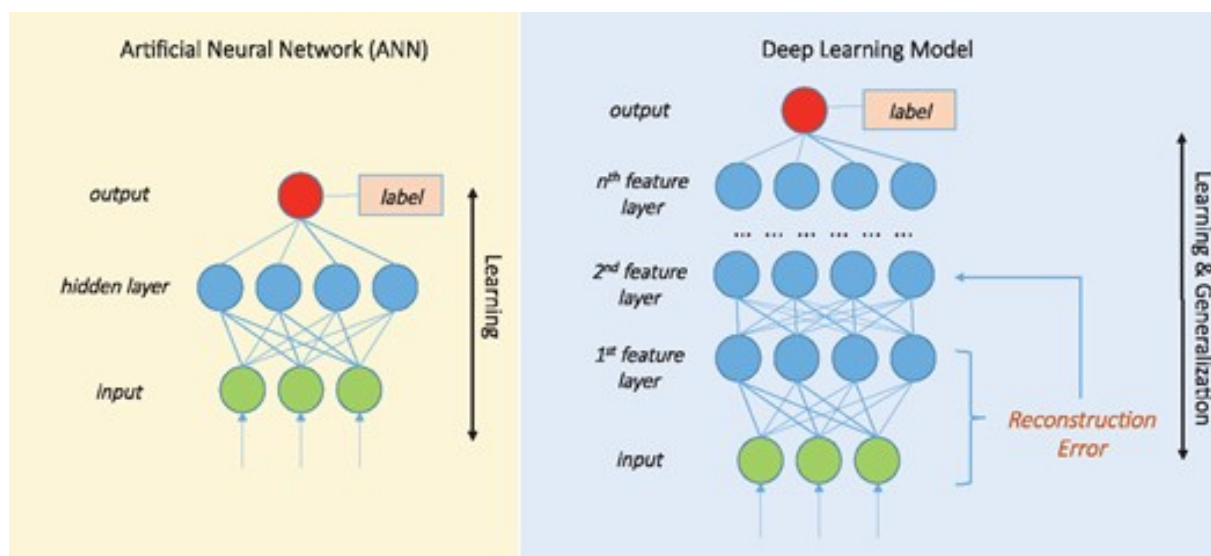 Artificial Neural Network (ANN)
output
label
hidden layer
input
Learning
Deep Learning Model
output
label
nth feature
layer
... ... ... ... ... ...
2nd feature
layer
1st feature
layer
input
Reconstruction
Error
Learning & Generalization